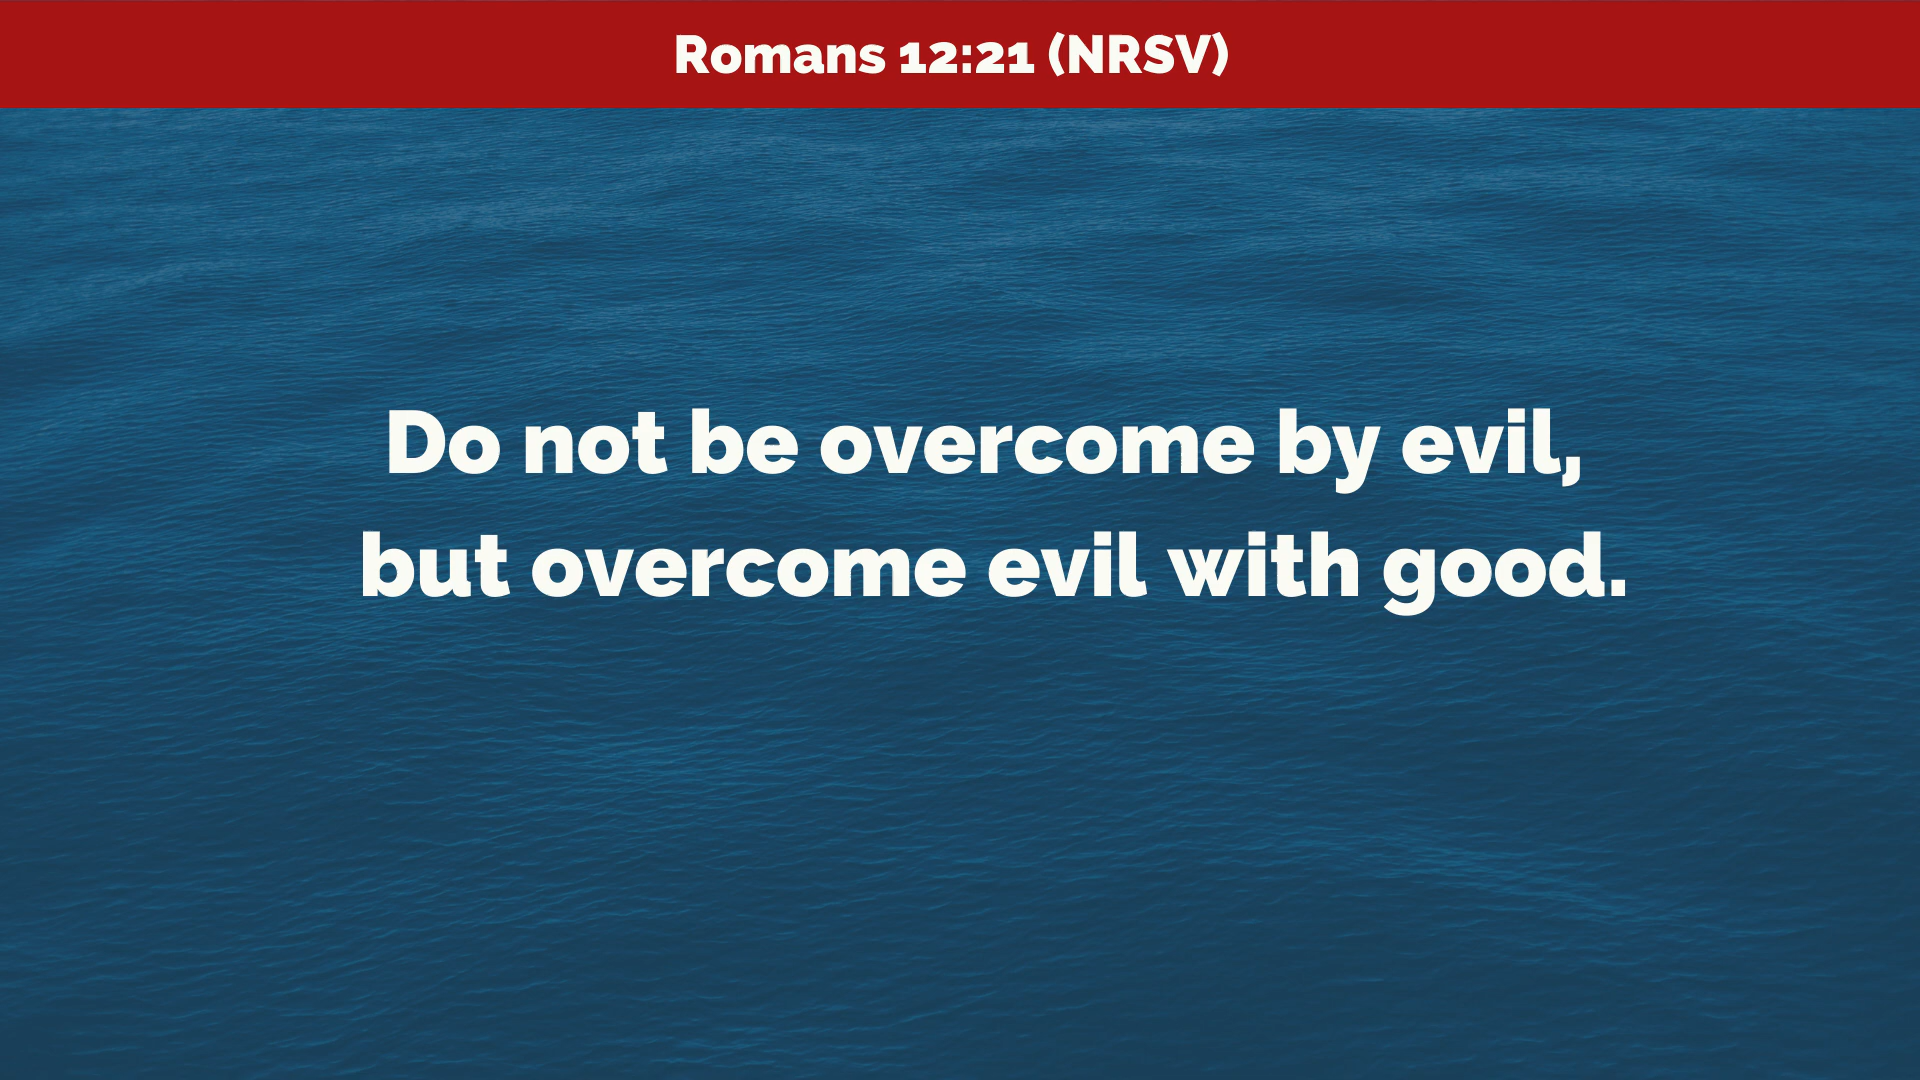 Romans 12:21 (NRSV)
Do not be overcome by evil,
but overcome evil with good.